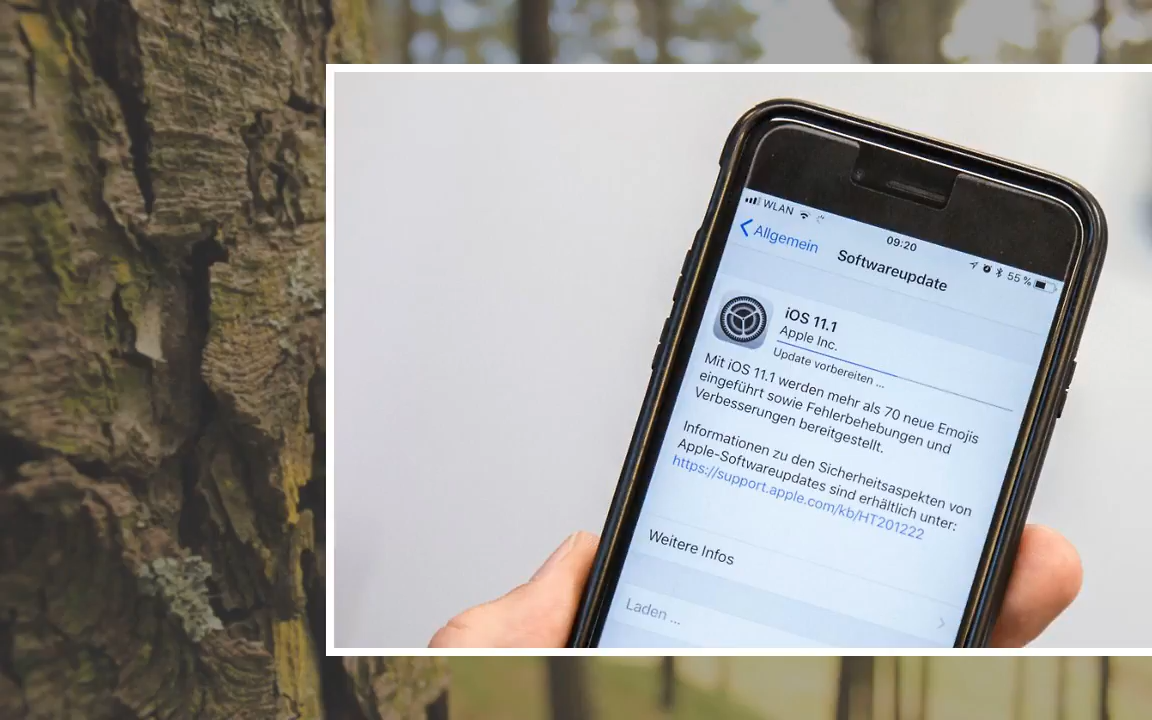 WLAN
09:20
55 %
Allgemein
Softwareupdate
iOS 11.1
Apple Inc.
Update vorbereiten ...
Mit iOS 11.1 werden mehr als 70 neue Emojis
eingeführt sowie Fehlerbehebungen und
Verbesserungen bereitgestellt.
Informationen zu den Sicherheitsaspekten von
Apple-Softwareupdates sind erhältlich unter:
https://support.apple.com/kb/HT201222
Weitere Infos
Laden ...